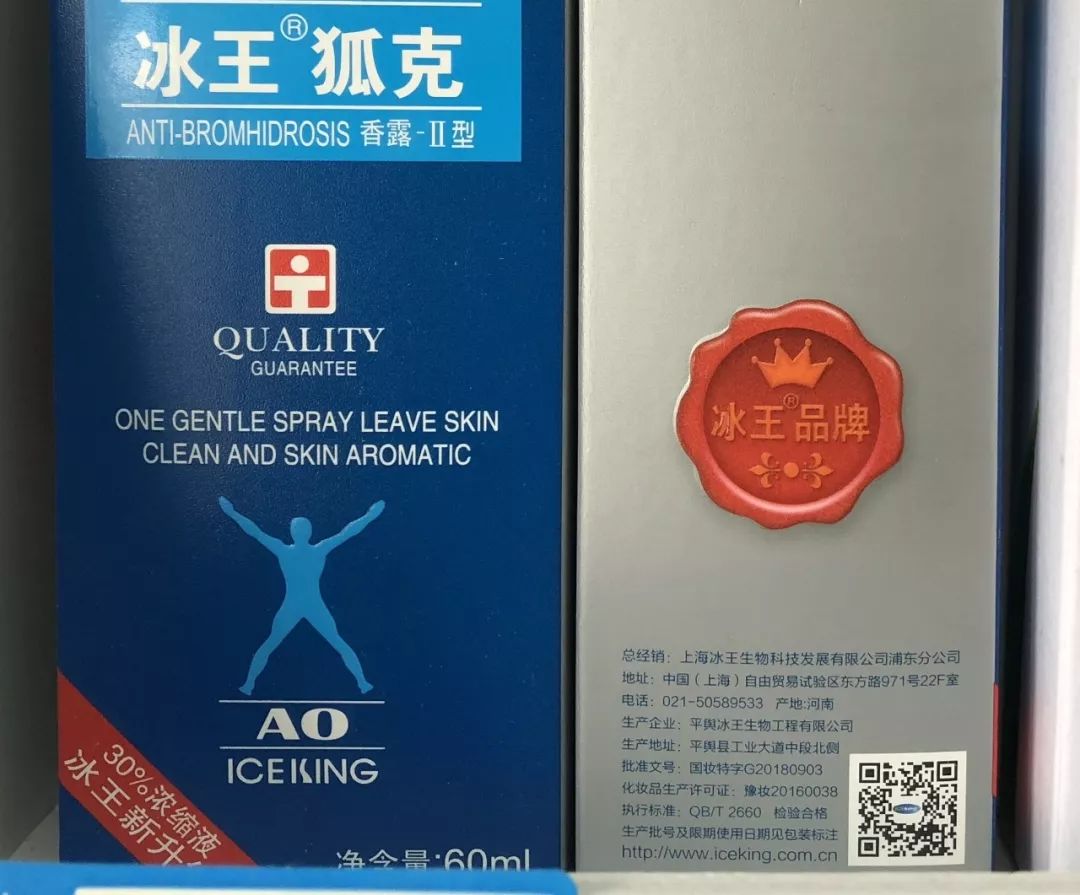 冰王® 狐克
ANTI-BROMHIDROSIS 香露-Ⅱ型
QUALITY
GUARANTEE
ONE GENTLE SPRAY LEAVE SKIN
CLEAN AND SKIN AROMATIC
AO
ICEKING
30%浓缩液
冰王新升
净含量:60ml
冰王®品牌
总经销：上海冰王生物科技发展有限公司浦东分公司
地址：中国（上海）自由贸易试验区东方路971号22F室
电话：021-50589533 产地:河南
生产企业：平舆冰王生物工程有限公司
生产地址：平舆县工业大道中段北侧
批准文号：国妆特字G20180903
化妆品生产许可证：豫妆20160038
执行标准：QB/T 2660 检验合格
生产批号及限期使用日期见包装标注
http://www.iceking.com.cn